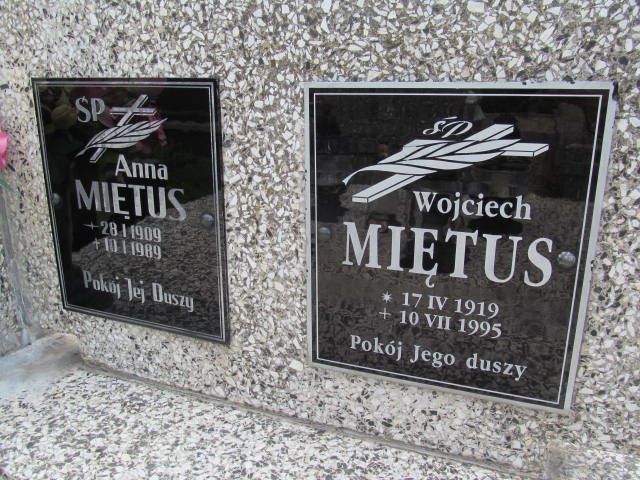 ŚP
Anna
MIĘTUS
+ 28 I 1909
+ 10 I 1989
Pokój Jej Duszy
ŚP
Wojciech
MIĘTUS
* 17 IV 1919
+ 10 VII 1995
Pokój Jego duszy